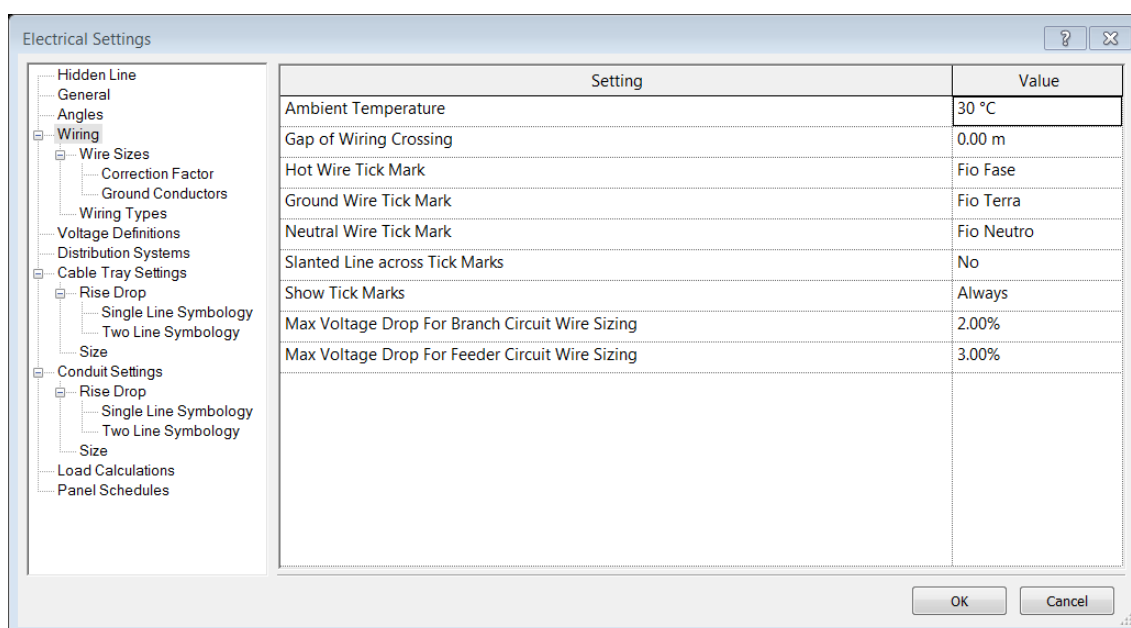 Electrical Settings
Hidden Line
General
Angles
Wiring
Wire Sizes
Correction Factor
Ground Conductors
Wiring Types
Voltage Definitions
Distribution Systems
Cable Tray Settings
Rise Drop
Single Line Symbology
Two Line Symbology
Size
Conduit Settings
Rise Drop
Single Line Symbology
Two Line Symbology
Size
Load Calculations
Panel Schedules
Setting Value
Ambient Temperature 30 °C
Gap of Wiring Crossing 0.00 m
Hot Wire Tick Mark Fio Fase
Ground Wire Tick Mark Fio Terra
Neutral Wire Tick Mark Fio Neutro
Slanted Line across Tick Marks No
Show Tick Marks Always
Max Voltage Drop For Branch Circuit Wire Sizing 2.00%
Max Voltage Drop For Feeder Circuit Wire Sizing 3.00%
OK Cancel